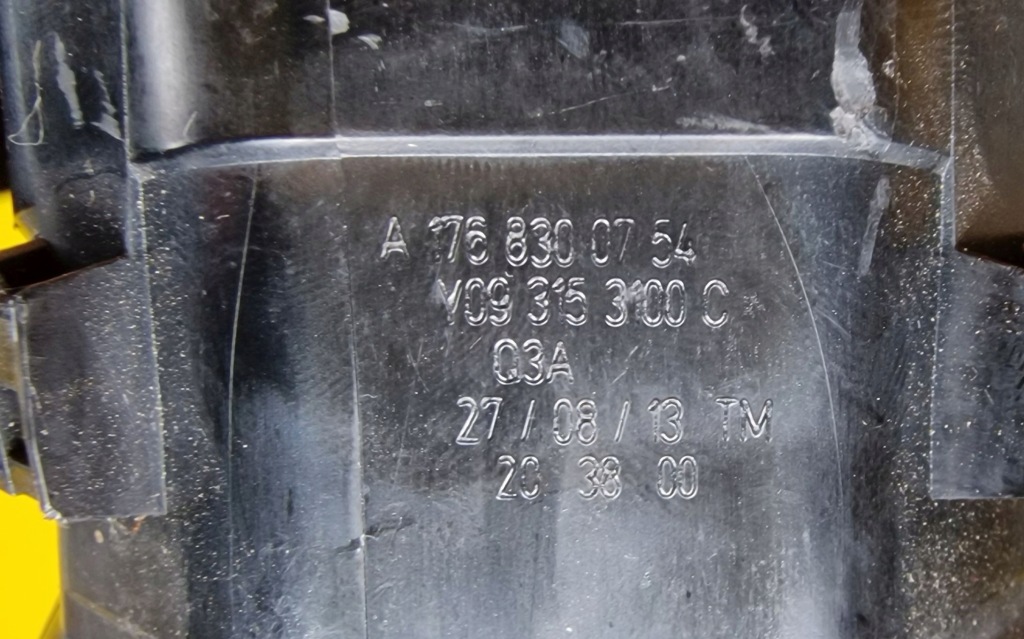 A 176 830 07 54
V09 315 3100 C
Q3A
27 / 08 / 13 TM
20 38 00